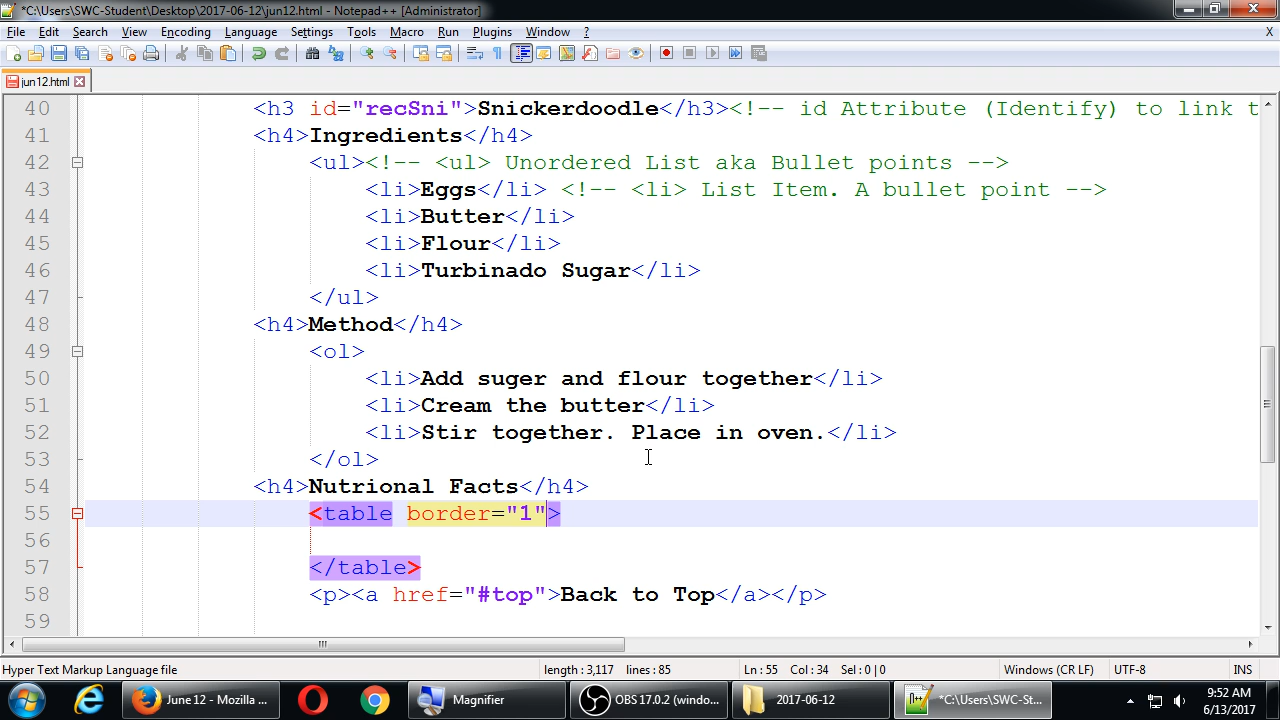 *C:\Users\SWC-Student\Desktop\2017-06-12\jun12.html - Notepad++ [Administrator]
File Edit Search View Encoding Language Settings Tools Macro Run Plugins Window ? X
jun12.html
40 <h3 id="recSni">Snickerdoodle</h3><!-- id Attribute (Identify) to link t
41 <h4>Ingredients</h4>
42 <ul><!-- <ul> Unordered List aka Bullet points -->
43 <li>Eggs</li> <!-- <li> List Item. A bullet point -->
44 <li>Butter</li>
45 <li>Flour</li>
46 <li>Turbinado Sugar</li>
47 </ul>
48 <h4>Method</h4>
49 <ol>
50 <li>Add suger and flour together</li>
51 <li>Cream the butter</li>
52 <li>Stir together. Place in oven.</li>
53 </ol>
54 <h4>Nutrional Facts</h4>
55 <table border="1">
56
57 </table>
58 <p><a href="#top">Back to Top</a></p>
59
Hyper Text Markup Language file length : 3,117 lines : 85 Ln : 55 Col : 34 Sel : 0 | 0 Windows (CR LF) UTF-8 INS
June 12 - Mozilla ... Magnifier OBS 17.0.2 (windo... 2017-06-12 *C:\Users\SWC-St... 9:52 AM
6/13/2017